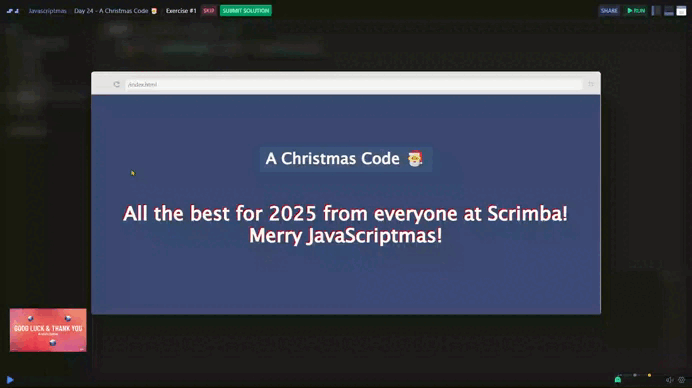 Javascriptmas
Day 24 - A Christmas Code 🎅
Exercise #1
SKIP
SUBMIT SOLUTION
SHARE
RUN
/index.html
A Christmas Code 🎅
All the best for 2025 from everyone at Scrimba!
Merry JavaScriptmas!
GOOD LUCK & THANK YOU